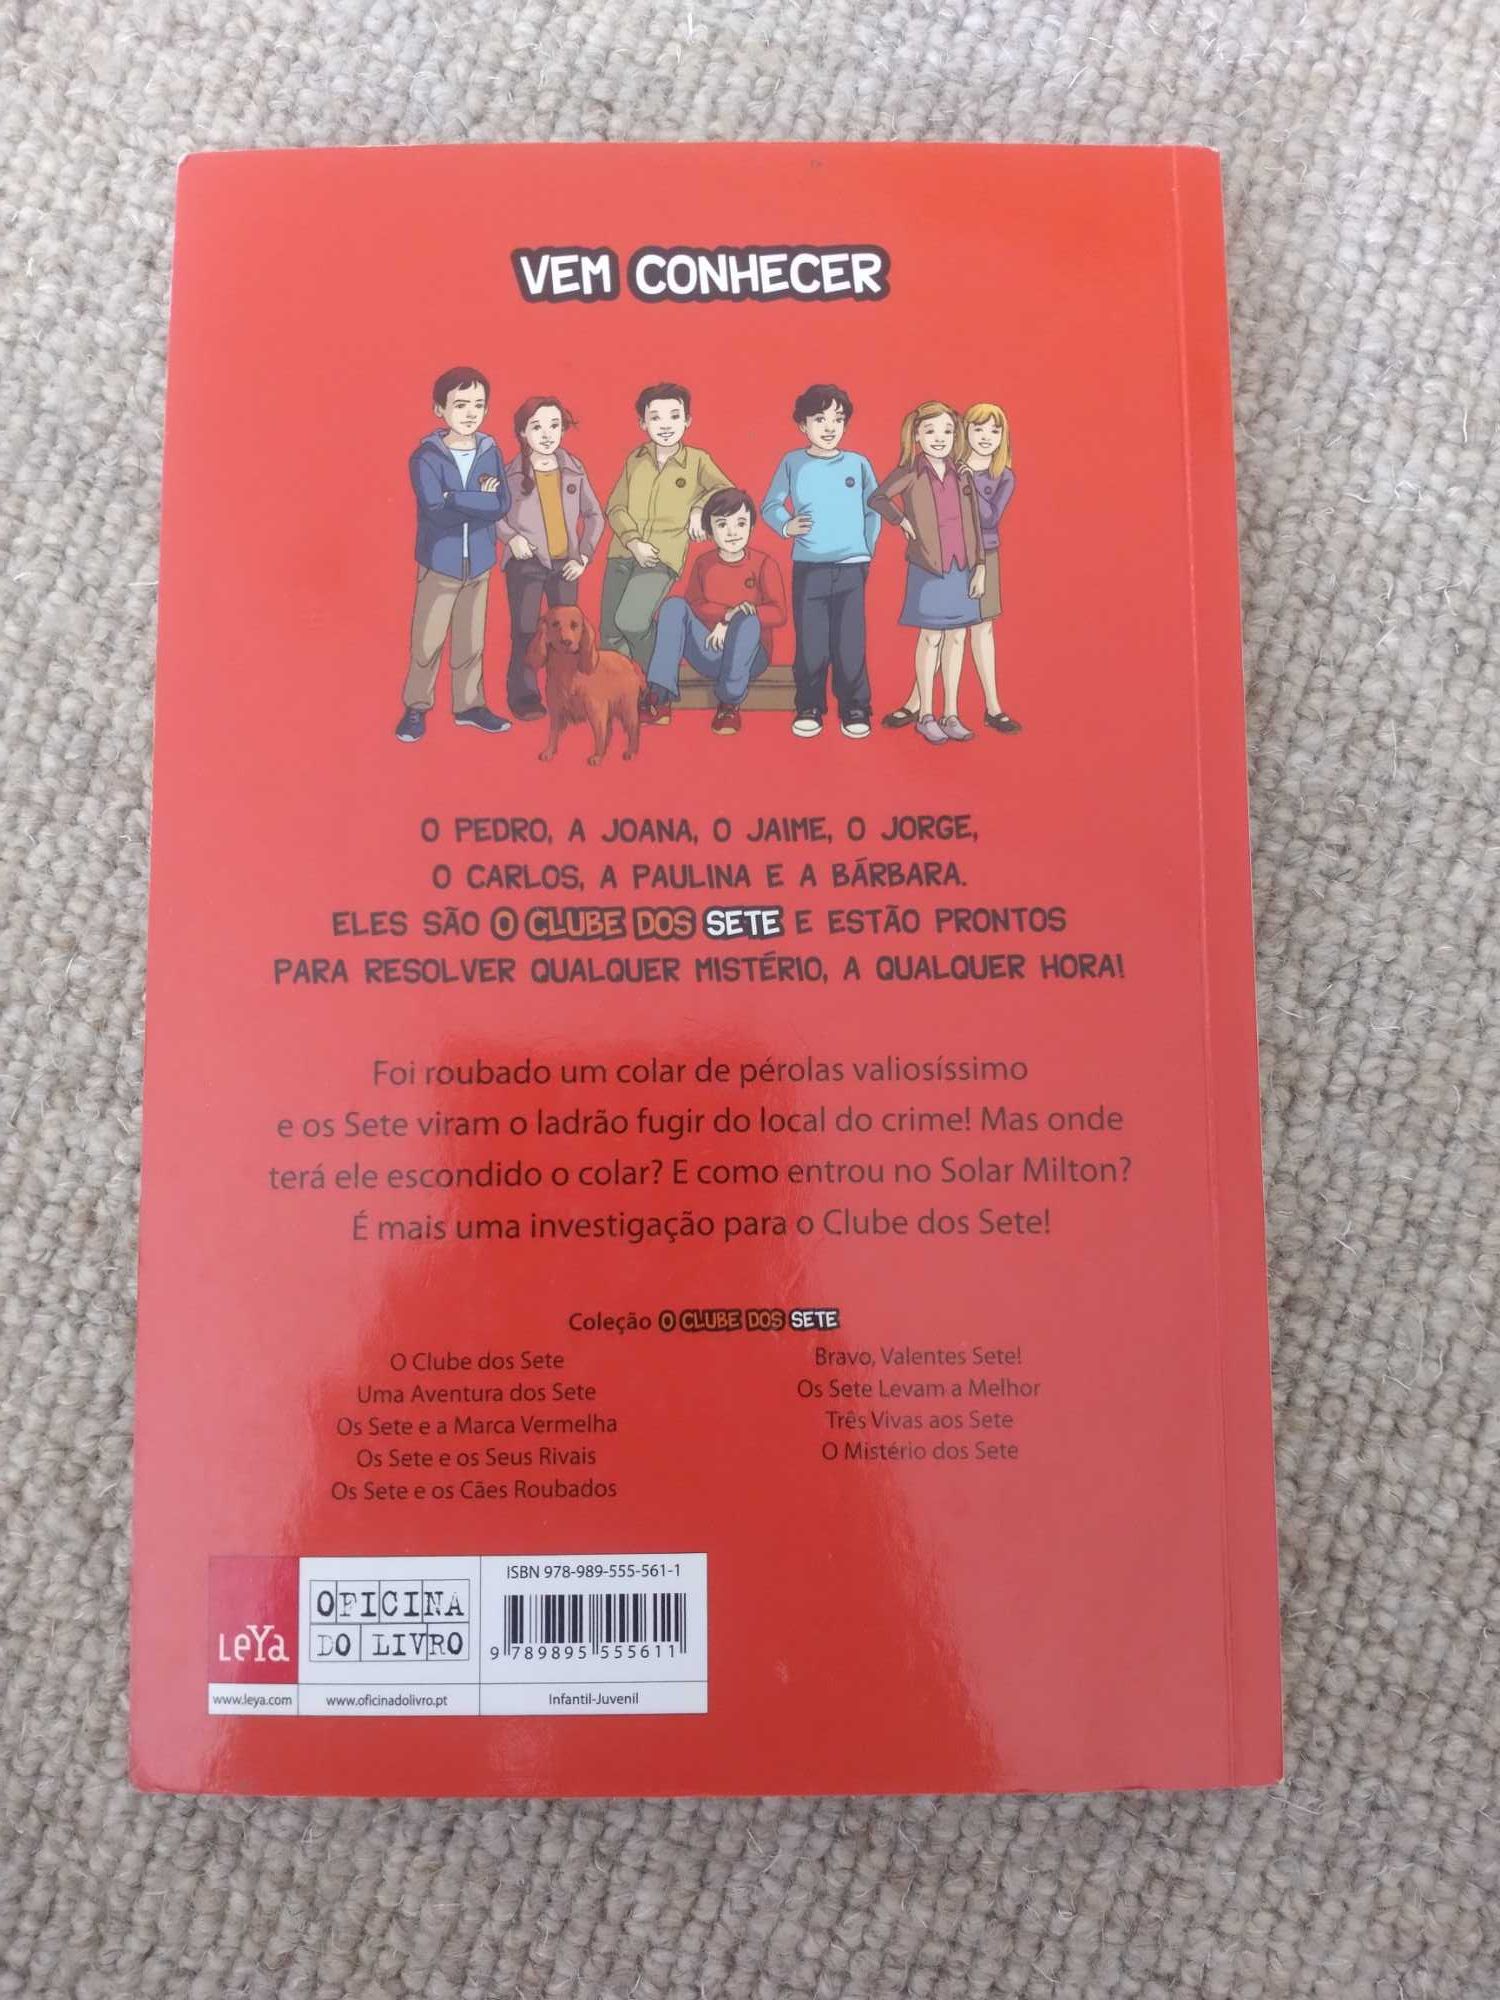 VEM CONHECER
O PEDRO, A JOANA, O JAIME, O JORGE,
O CARLOS, A PAULINA E A BÁRBARA.
ELES SÃO O CLUBE DOS SETE E ESTÃO PRONTOS
PARA RESOLVER QUALQUER MISTÉRIO, A QUALQUER HORA!
Foi roubado um colar de pérolas valiosíssimo
e os Sete viram o ladrão fugir do local do crime! Mas onde
terá ele escondido o colar? E como entrou no Solar Milton?
É mais uma investigação para o Clube dos Sete!
Coleção O CLUBE DOS SETE
O Clube dos Sete
Uma Aventura dos Sete
Os Sete e a Marca Vermelha
Os Sete e os Seus Rivais
Os Sete e os Cães Roubados
Bravo, Valentes Sete!
Os Sete Levam a Melhor
Três Vivas aos Sete
O Mistério dos Sete
LeYa
www.leya.com
OFICINA
DO LIVRO
www.oficinadolivro.pt
ISBN 978-989-555-561-1
9 789895 555611
Infantil-Juvenil